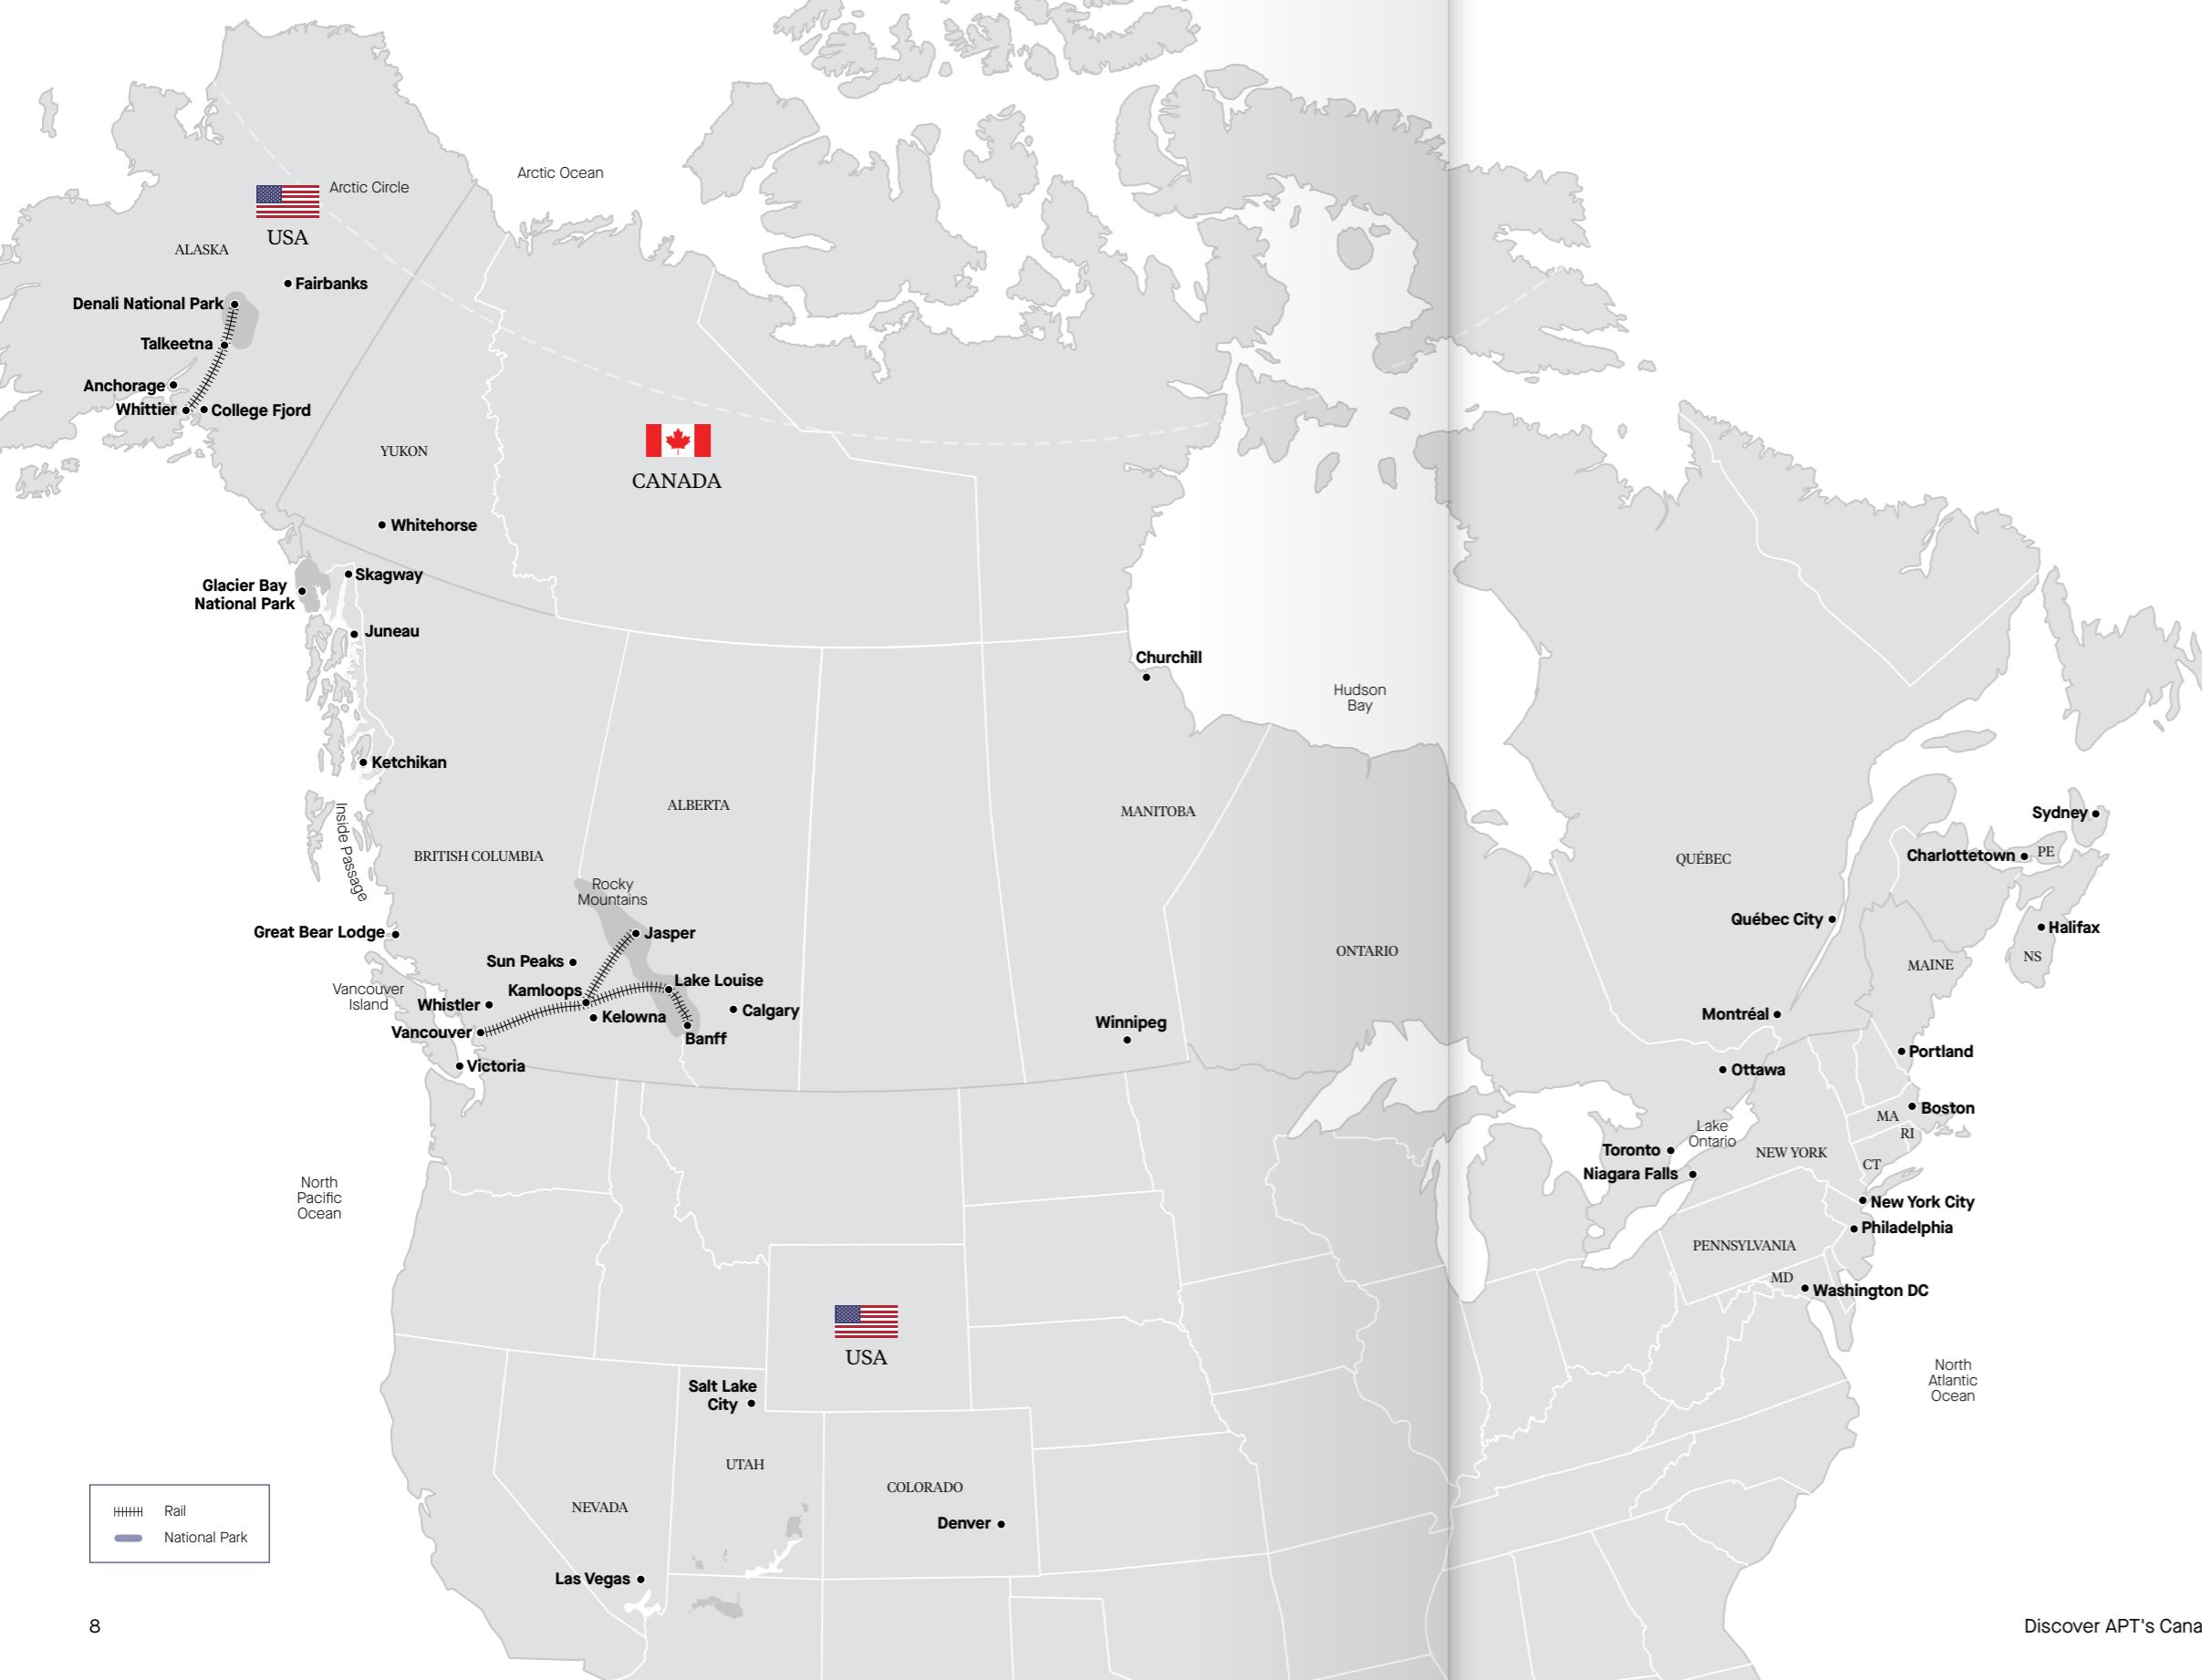 Arctic Ocean
Arctic Circle
USA
ALASKA
Fairbanks
Denali National Park
Talkeetna
Anchorage
Whittier
College Fjord
YUKON
CANADA
Whitehorse
Skagway
Glacier Bay
National Park
Juneau
Churchill
Hudson
Bay
Ketchikan
Inside Passage
ALBERTA
MANITOBA
BRITISH COLUMBIA
QUÉBEC
Sydney
Charlottetown
PE
Rocky
Mountains
Great Bear Lodge
Jasper
Québec City
Halifax
ONTARIO
MAINE
NS
Sun Peaks
Lake Louise
Vancouver
Island
Kamloops
Whistler
Calgary
Kelowna
Vancouver
Banff
Winnipeg
Montréal
Victoria
Portland
Ottawa
MA
Boston
Lake
Ontario
RI
Toronto
NEW YORK
CT
Niagara Falls
North
Pacific
Ocean
New York City
Philadelphia
PENNSYLVANIA
MD
Washington DC
USA
North
Atlantic
Ocean
Salt Lake
City
UTAH
COLORADO
NEVADA
Denver
Las Vegas
Rail
National Park
8
Discover APT's Cana